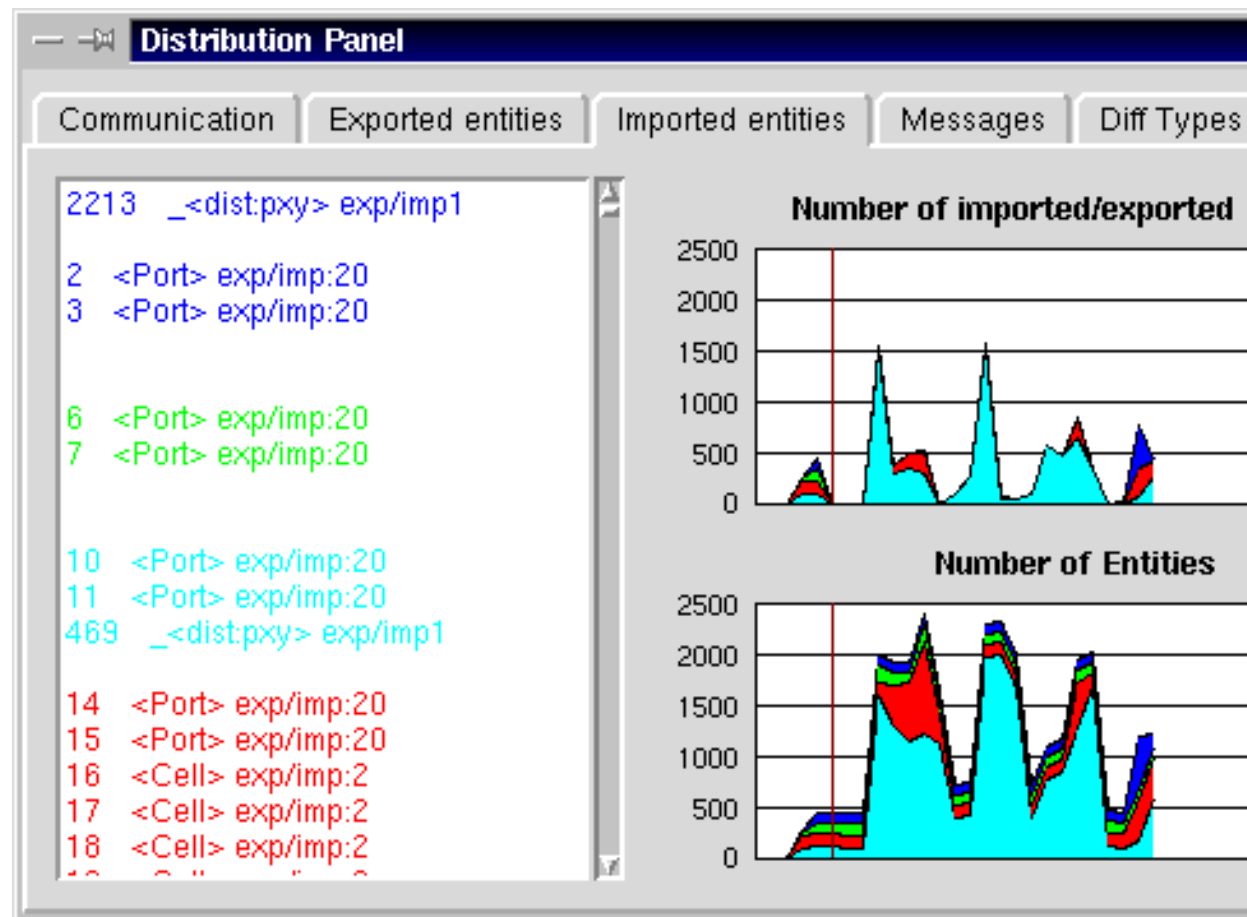 Distribution Panel
Communication
Exported entities
Imported entities
Messages
Diff Types
2213 _<dist:pxy> exp/imp1
2 <Port> exp/imp:20
3 <Port> exp/imp:20
6 <Port> exp/imp:20
7 <Port> exp/imp:20
10 <Port> exp/imp:20
11 <Port> exp/imp:20
469 _<dist:pxy> exp/imp1
14 <Port> exp/imp:20
15 <Port> exp/imp:20
16 <Cell> exp/imp:2
17 <Cell> exp/imp:2
18 <Cell> exp/imp:2
Number of imported/exported
2500
2000
1500
1000
500
0
Number of Entities
2500
2000
1500
1000
500
0